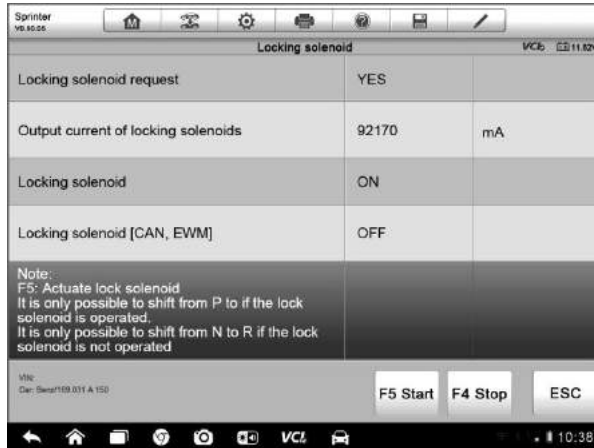 Sprinter
Locking solenoid
VCI
Locking solenoid request YES
Output current of locking solenoids 92170 mA
Locking solenoid ON
Locking solenoid [CAN, EWM] OFF
Note:
F5: Actuate lock solenoid
It is only possible to shift from P to if the lock
solenoid is operated.
It is only possible to shift from N to R if the lock
solenoid is not operated
F5 Start F4 Stop ESC
VCI 10:38